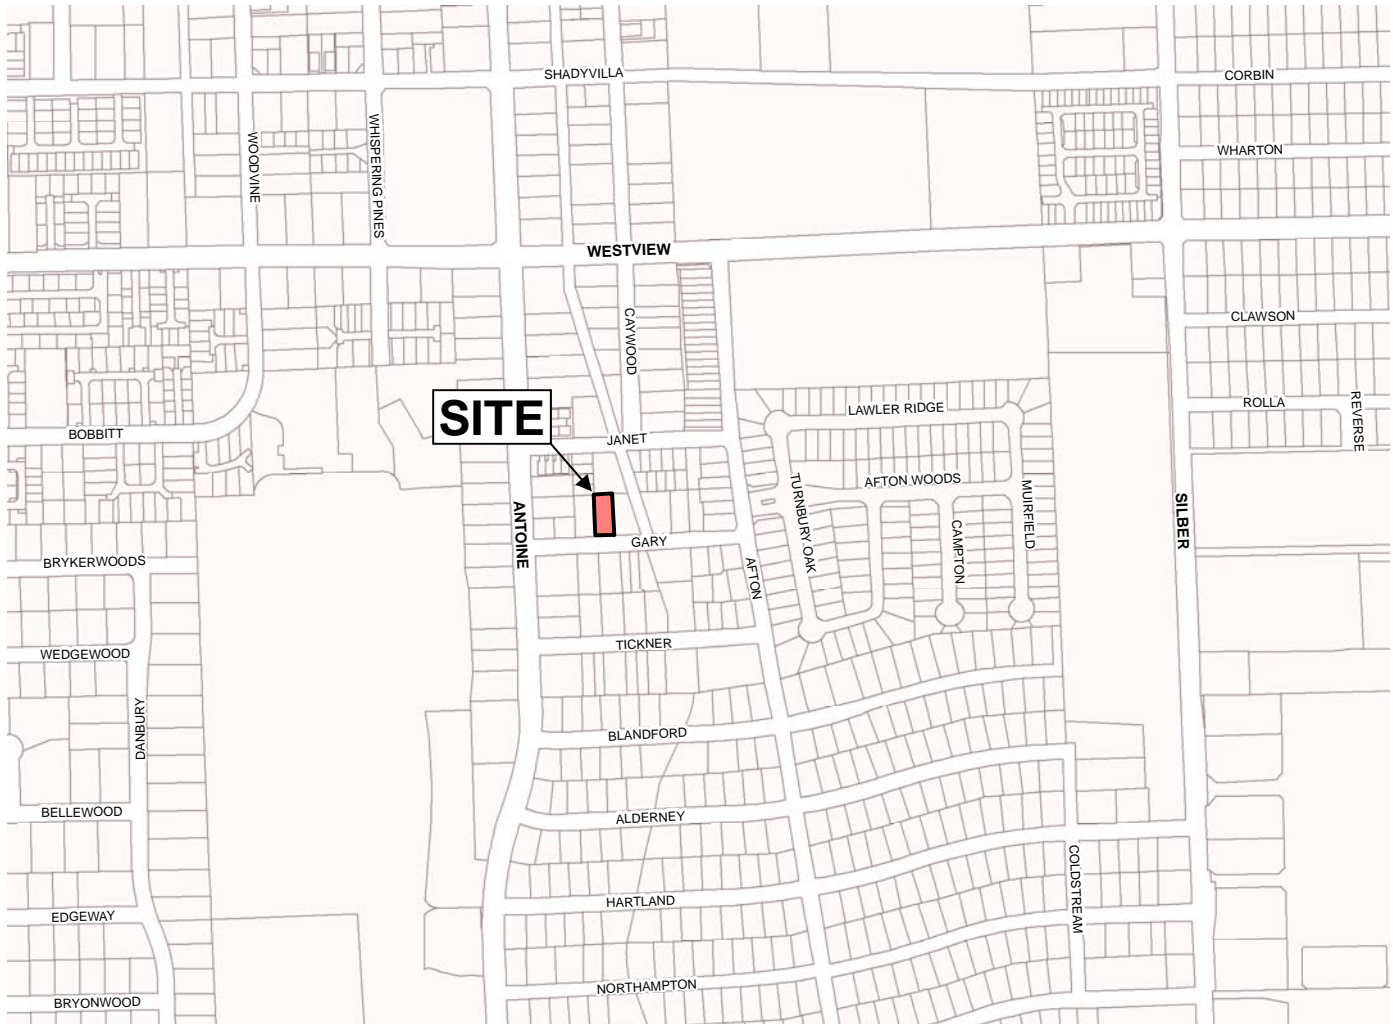 SHADYVILLA
CORBIN
WOODVINE
WHISPERING PINES
WHARTON
WESTVIEW
CAYWOOD
CLAWSON
SITE
LAWLER RIDGE
ROLLA
REVERSE
BOBBITT
JANET
AFTON WOODS
TURNBURY OAK
MUIRFIELD
ANTOINE
SILBER
CAMPTON
GARY
AFTON
BRYKERWOODS
TICKNER
WEDGEWOOD
DANBURY
BLANDFORD
BELLEWOOD
ALDERNEY
COLDSTREAM
HARTLAND
EDGEWAY
NORTHAMPTON
BRYONWOOD